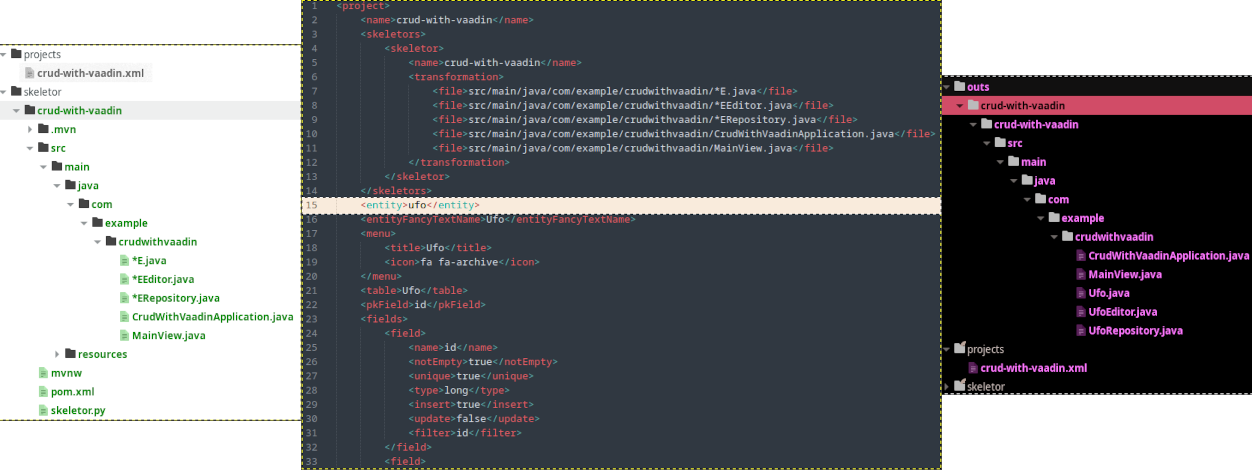 projects
crud-with-vaadin.xml
skeletor
crud-with-vaadin
.mvn
src
main
java
com
example
crudwithvaadin
*E.java
*EEditor.java
*ERepository.java
CrudWithVaadinApplication.java
MainView.java
resources
mvnw
pom.xml
skeletor.py
1 <project>
2 <name>crud-with-vaadin</name>
3 <skeletors>
4 <skeletor>
5 <name>crud-with-vaadin</name>
6 <transformation>
7 <file>src/main/java/com/example/crudwithvaadin/*E.java</file>
8 <file>src/main/java/com/example/crudwithvaadin/*EEditor.java</file>
9 <file>src/main/java/com/example/crudwithvaadin/*ERepository.java</file>
10 <file>src/main/java/com/example/crudwithvaadin/CrudWithVaadinApplication.java</file>
11 <file>src/main/java/com/example/crudwithvaadin/MainView.java</file>
12 </transformation>
13 </skeletor>
14 </skeletors>
15 <entity>ufo</entity>
16 <entityFancyTextName>Ufo</entityFancyTextName>
17 <menu>
18 <title>Ufo</title>
19 <icon>fa fa-archive</icon>
20 </menu>
21 <table>Ufo</table>
22 <pkField>id</pkField>
23 <fields>
24 <field>
25 <name>id</name>
26 <notEmpty>true</notEmpty>
27 <unique>true</unique>
28 <type>long</type>
29 <insert>true</insert>
30 <update>false</update>
31 <filter>id</filter>
32 </field>
33 <field>
outs
crud-with-vaadin
crud-with-vaadin
src
main
java
com
example
crudwithvaadin
CrudWithVaadinApplication.java
MainView.java
Ufo.java
UfoEditor.java
UfoRepository.java
projects
crud-with-vaadin.xml
skeletor